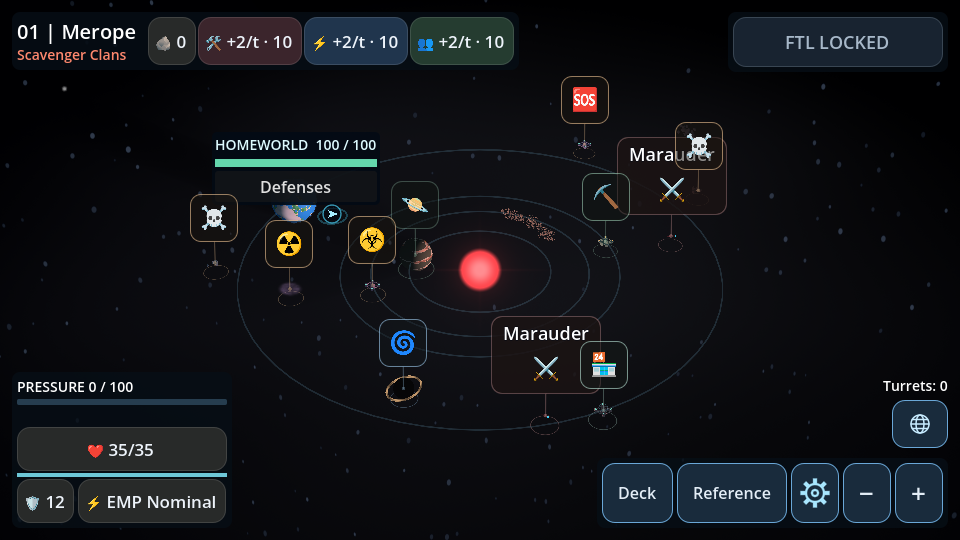 01 | Merope
Scavenger Clans
0
+2/t · 10
+2/t · 10
+2/t · 10
FTL LOCKED
SOS
HOMEWORLD 100 / 100
Defenses
Marauder
Marauder
24
PRESSURE 0 / 100
35/35
12
EMP Nominal
Turrets: 0
Deck
Reference
−
+